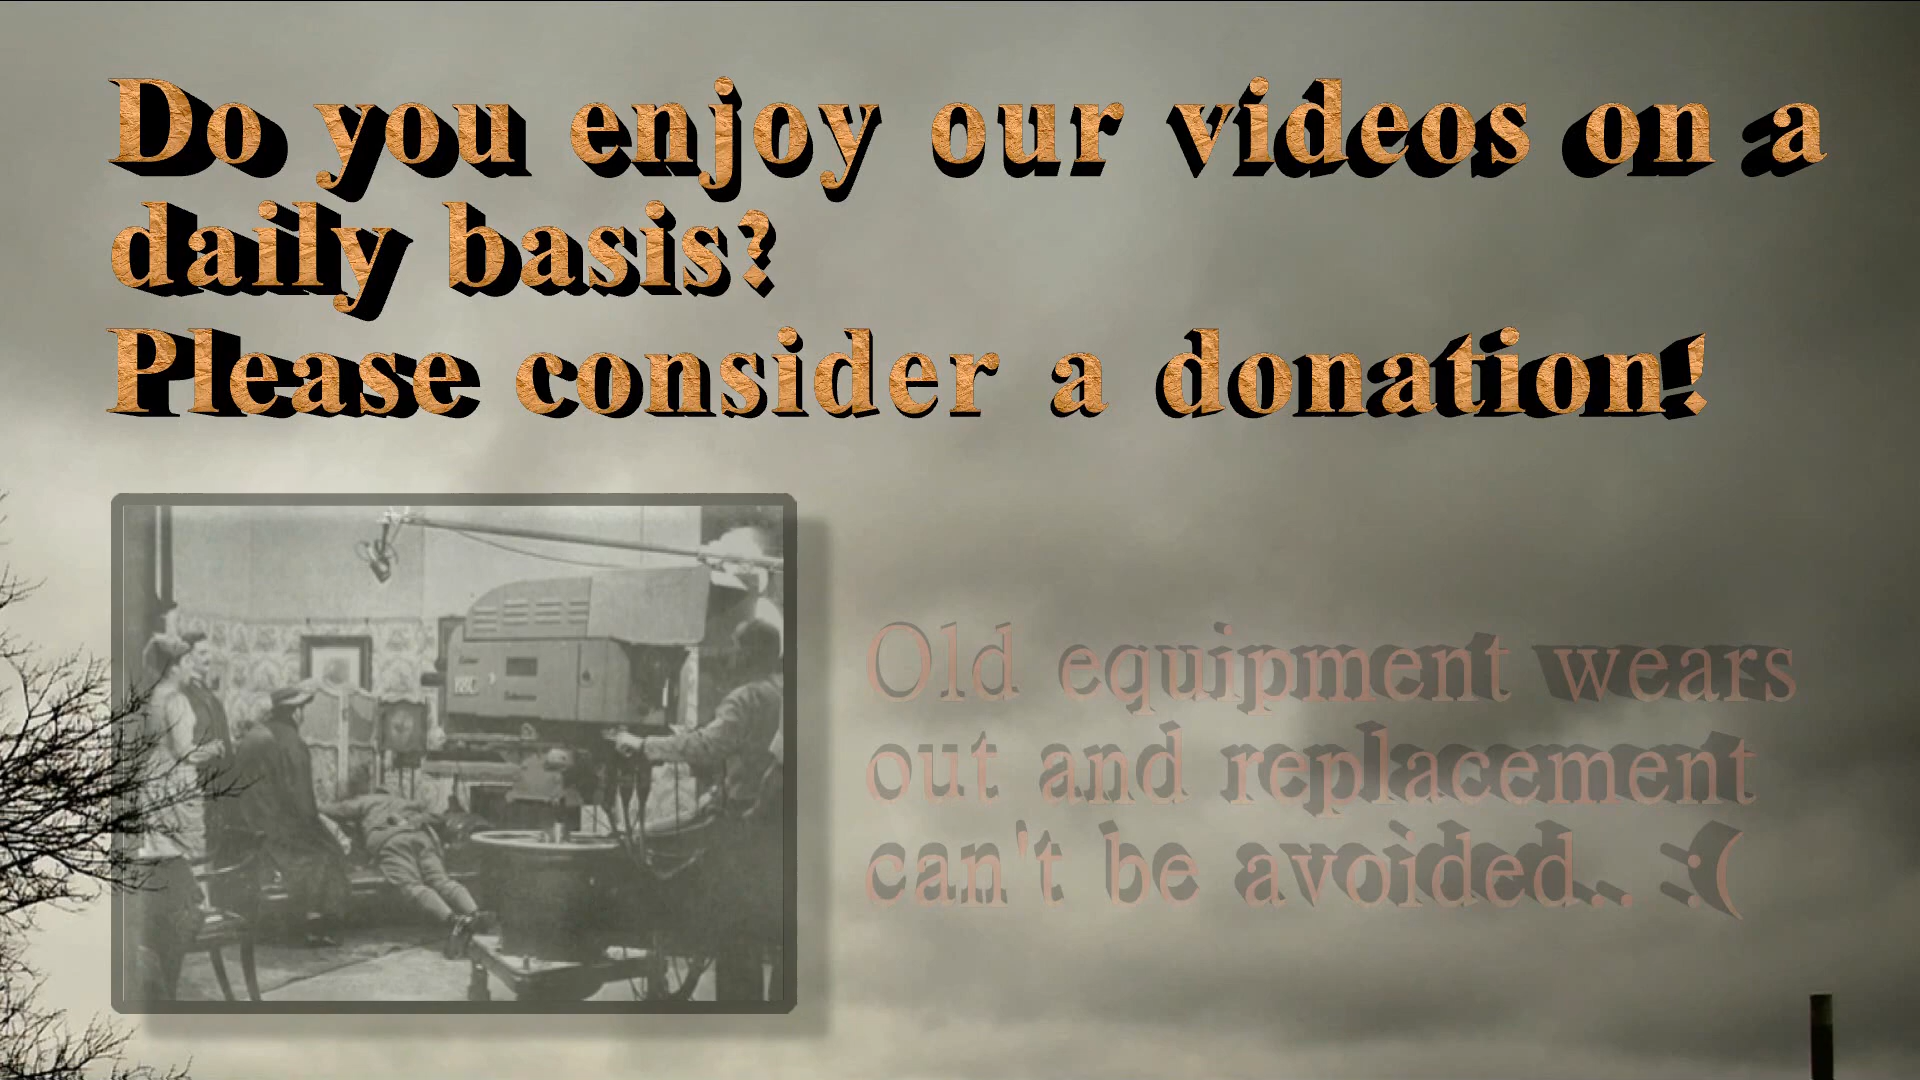 Do you enjoy our videos on a
daily basis?
Please consider a donation!
Old equipment wears
out and replacement
can't be avoided.. :(